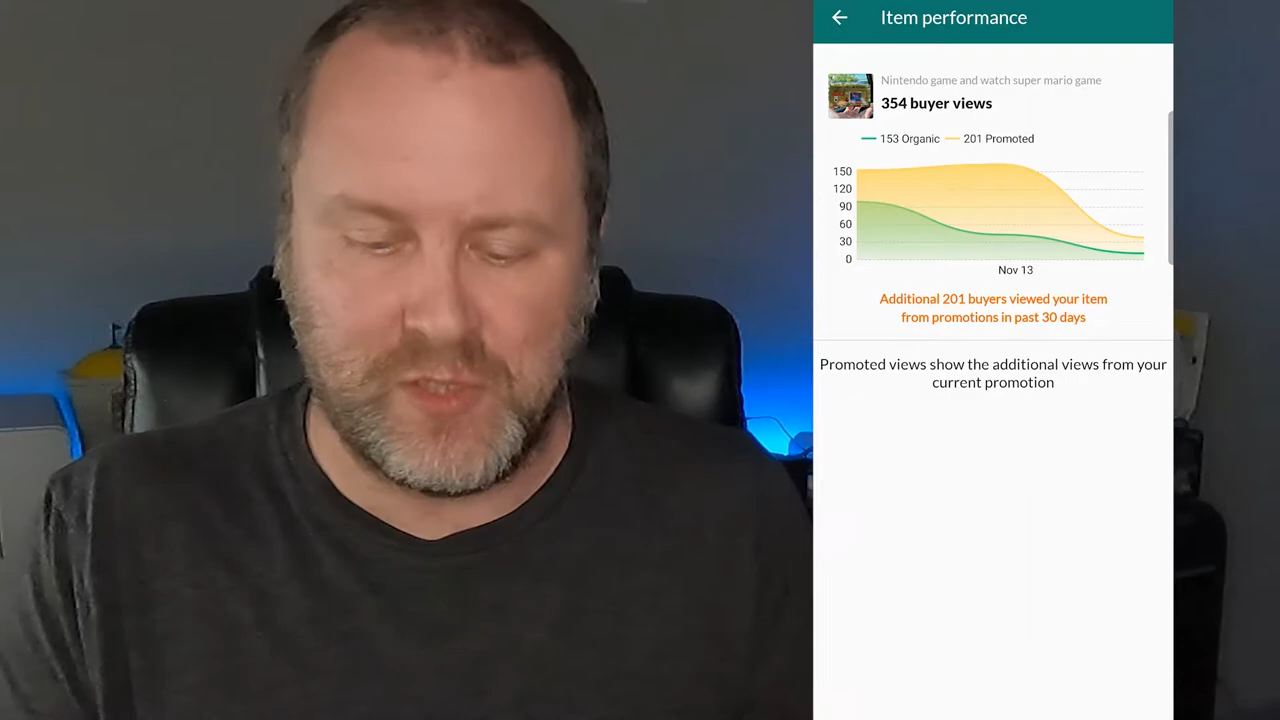 Item performance
Nintendo game and watch super mario game
354 buyer views
153 Organic 201 Promoted
150
120
90
60
30
0
Nov 13
Additional 201 buyers viewed your item
from promotions in past 30 days
Promoted views show the additional views from your
current promotion